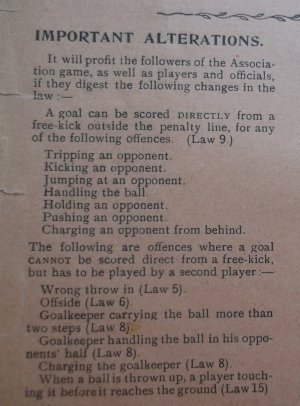 IMPORTANT ALTERATIONS.
It will profit the followers of the Associa-
tion game, as well as players and officials,
if they digest the following changes in the
law :—
A goal can be scored DIRECTLY from a
free-kick outside the penalty line, for any
of the following offences. (Law 9.)
Tripping an opponent.
Kicking an opponent.
Jumping at an opponent.
Handling the ball.
Holding an opponent.
Pushing an opponent.
Charging an opponent from behind.
The following are offences where a goal
CANNOT be scored direct from a free-kick,
but has to be played by a second player :—
Wrong throw in (Law 5).
Offside (Law 6).
Goalkeeper carrying the ball more than
two steps (Law 8).
Goalkeeper handling the ball in his oppo-
nents' half (Law 8).
Charging the goalkeeper (Law 8).
When a ball is thrown up, a player touch-
ing it before it reaches the ground (Law 15)